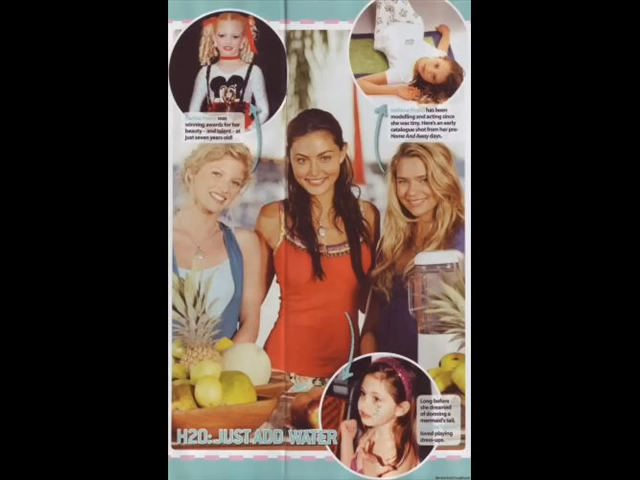 was
winning awards for her
beauty – and talent – at
just seven years old!
has been
modelling and acting since
she was tiny. Here's an early
catalogue shot from her pre-
Home And Away days.
Long before
she dreamed
of donning a
mermaid's tail,
loved playing
dress-ups.
H2O: JUST ADD WATER